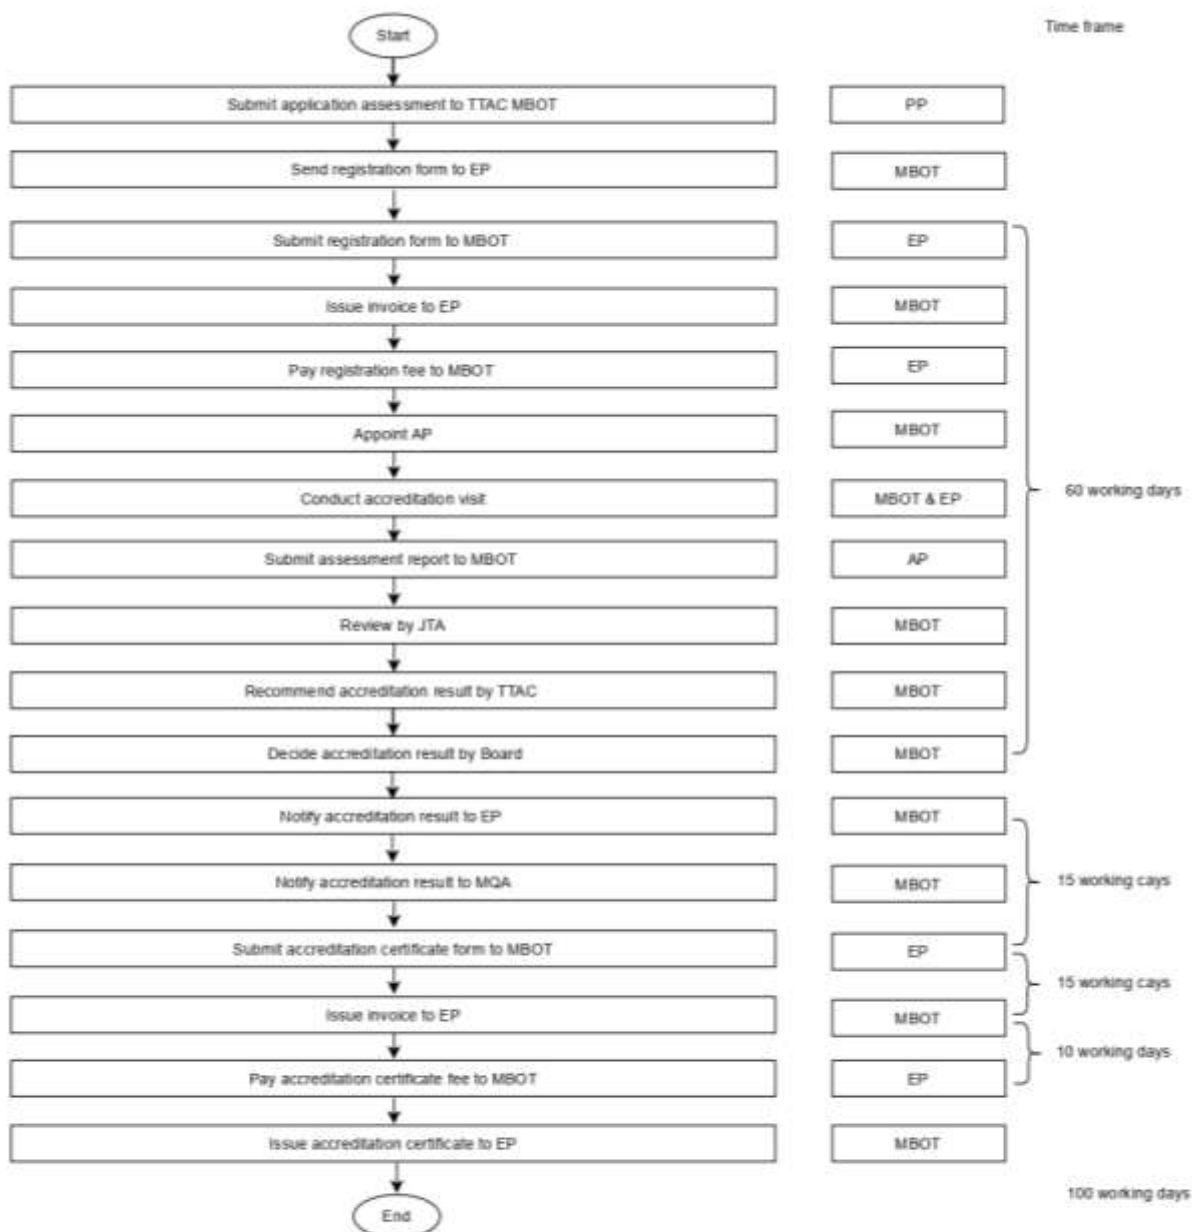 Start
Time frame
Submit application assessment to TTAC MBOT
PP
Send registration form to EP
MBOT
Submit registration form to MBOT
EP
Issue invoice to EP
MBOT
Pay registration fee to MBOT
EP
Appoint AP
MBOT
Conduct accreditation visit
MBOT & EP
60 working days
Submit assessment report to MBOT
AP
Review by JTA
MBOT
Recommend accreditation result by TTAC
MBOT
Decide accreditation result by Board
MBOT
Notify accreditation result to EP
MBOT
Notify accreditation result to MQA
MBOT
15 working cays
Submit accreditation certificate form to MBOT
EP
15 working cays
Issue invoice to EP
MBOT
10 working days
Pay accreditation certificate fee to MBOT
EP
Issue accreditation certificate to EP
MBOT
100 working days
End